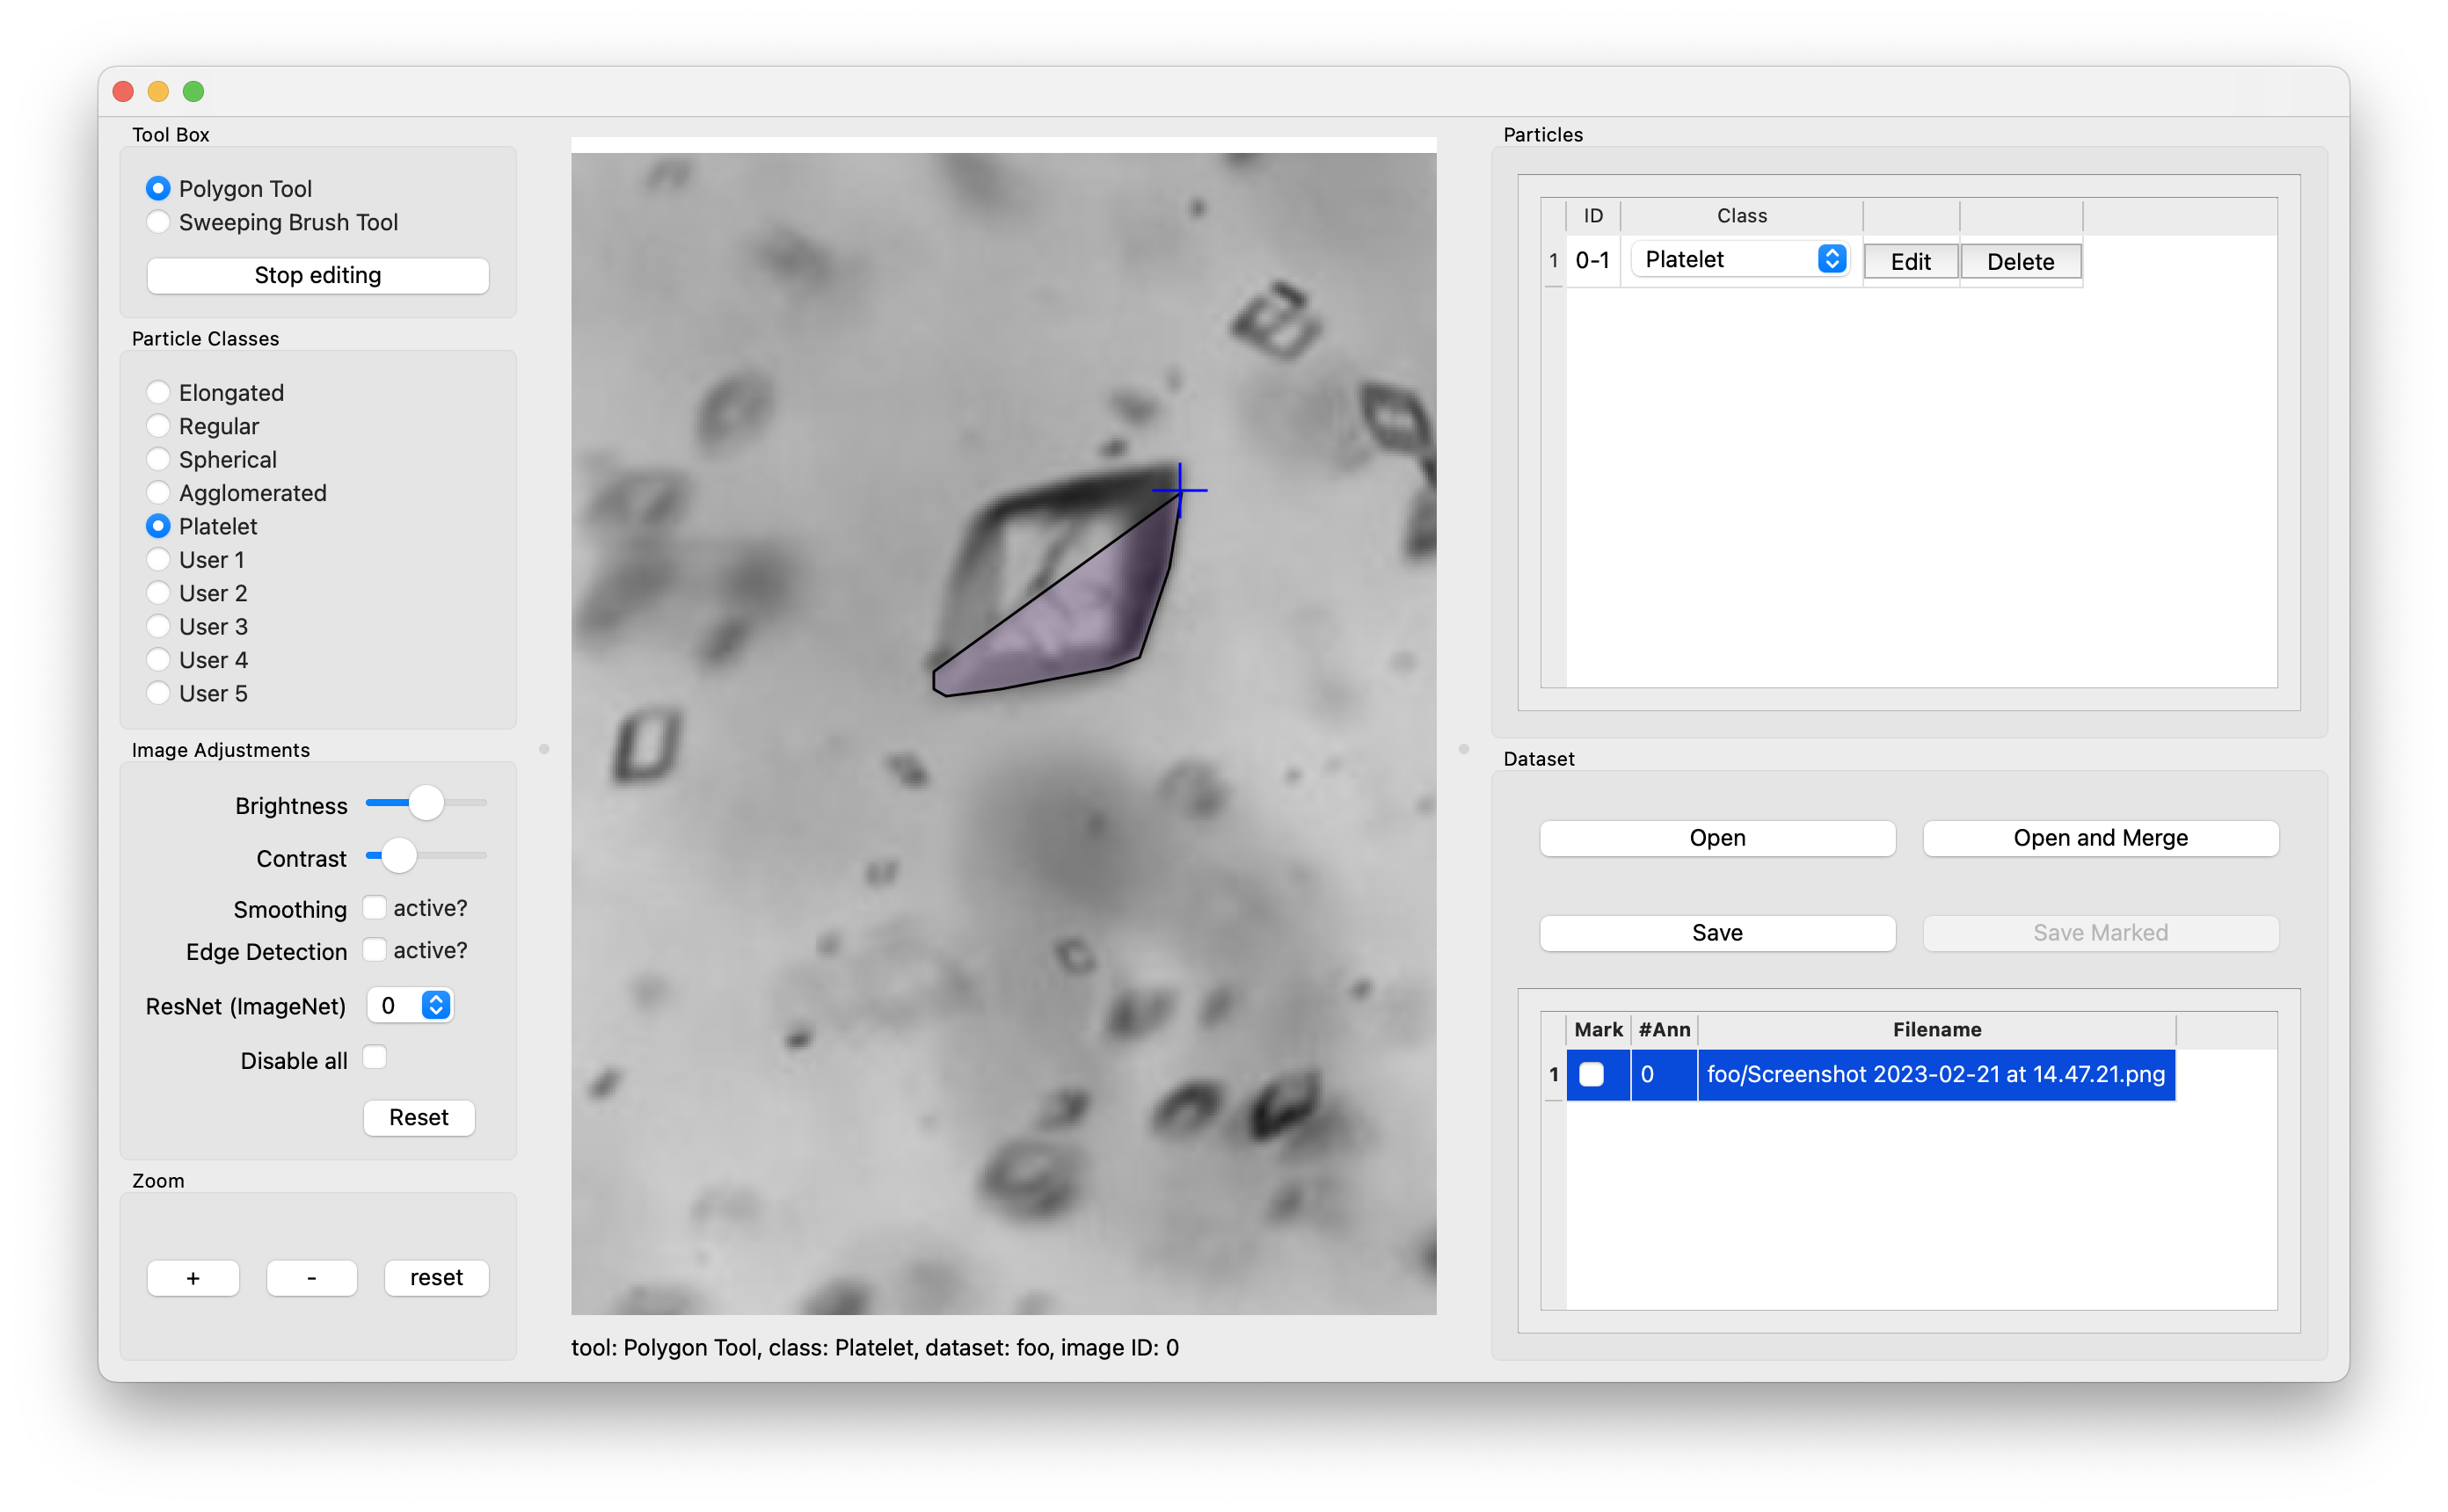 Tool Box
Polygon Tool
Sweeping Brush Tool
Stop editing
Particle Classes
Elongated
Regular
Spherical
Agglomerated
Platelet
User 1
User 2
User 3
User 4
User 5
Image Adjustments
Brightness
Contrast
Smoothing active?
Edge Detection active?
ResNet (ImageNet) 0
Disable all
Reset
Zoom
+ - reset
tool: Polygon Tool, class: Platelet, dataset: foo, image ID: 0
Particles
ID Class
1 0-1 Platelet Edit Delete
Dataset
Open Open and Merge
Save Save Marked
Mark #Ann Filename
1 0 foo/Screenshot 2023-02-21 at 14.47.21.png